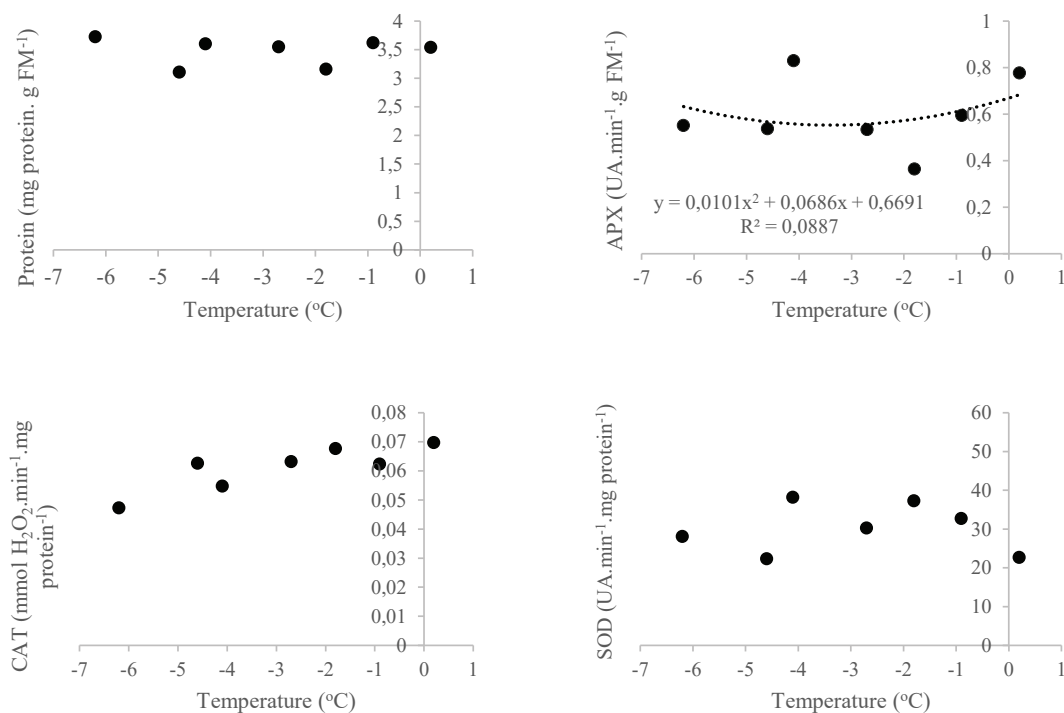 Protein (mg protein. g FM⁻¹)
4
3,5
3
2,5
2
1,5
1
0,5
0
-7 -6 -5 -4 -3 -2 -1 0 1
Temperature (ᵒC)
APX (UA.min⁻¹.g FM⁻¹)
1
0,8
0,6
0,4
0,2
0
y = 0,0101x² + 0,0686x + 0,6691
R² = 0,0887
-7 -6 -5 -4 -3 -2 -1 0 1
Temperature (ᵒC)
CAT (mmol H₂O₂.min⁻¹.mg
protein⁻¹)
0,08
0,07
0,06
0,05
0,04
0,03
0,02
0,01
0
-7 -6 -5 -4 -3 -2 -1 0 1
Temperature (ᵒC)
SOD (UA.min⁻¹.mg protein⁻¹)
60
50
40
30
20
10
0
-7 -6 -5 -4 -3 -2 -1 0 1
Temperature (ᵒC)